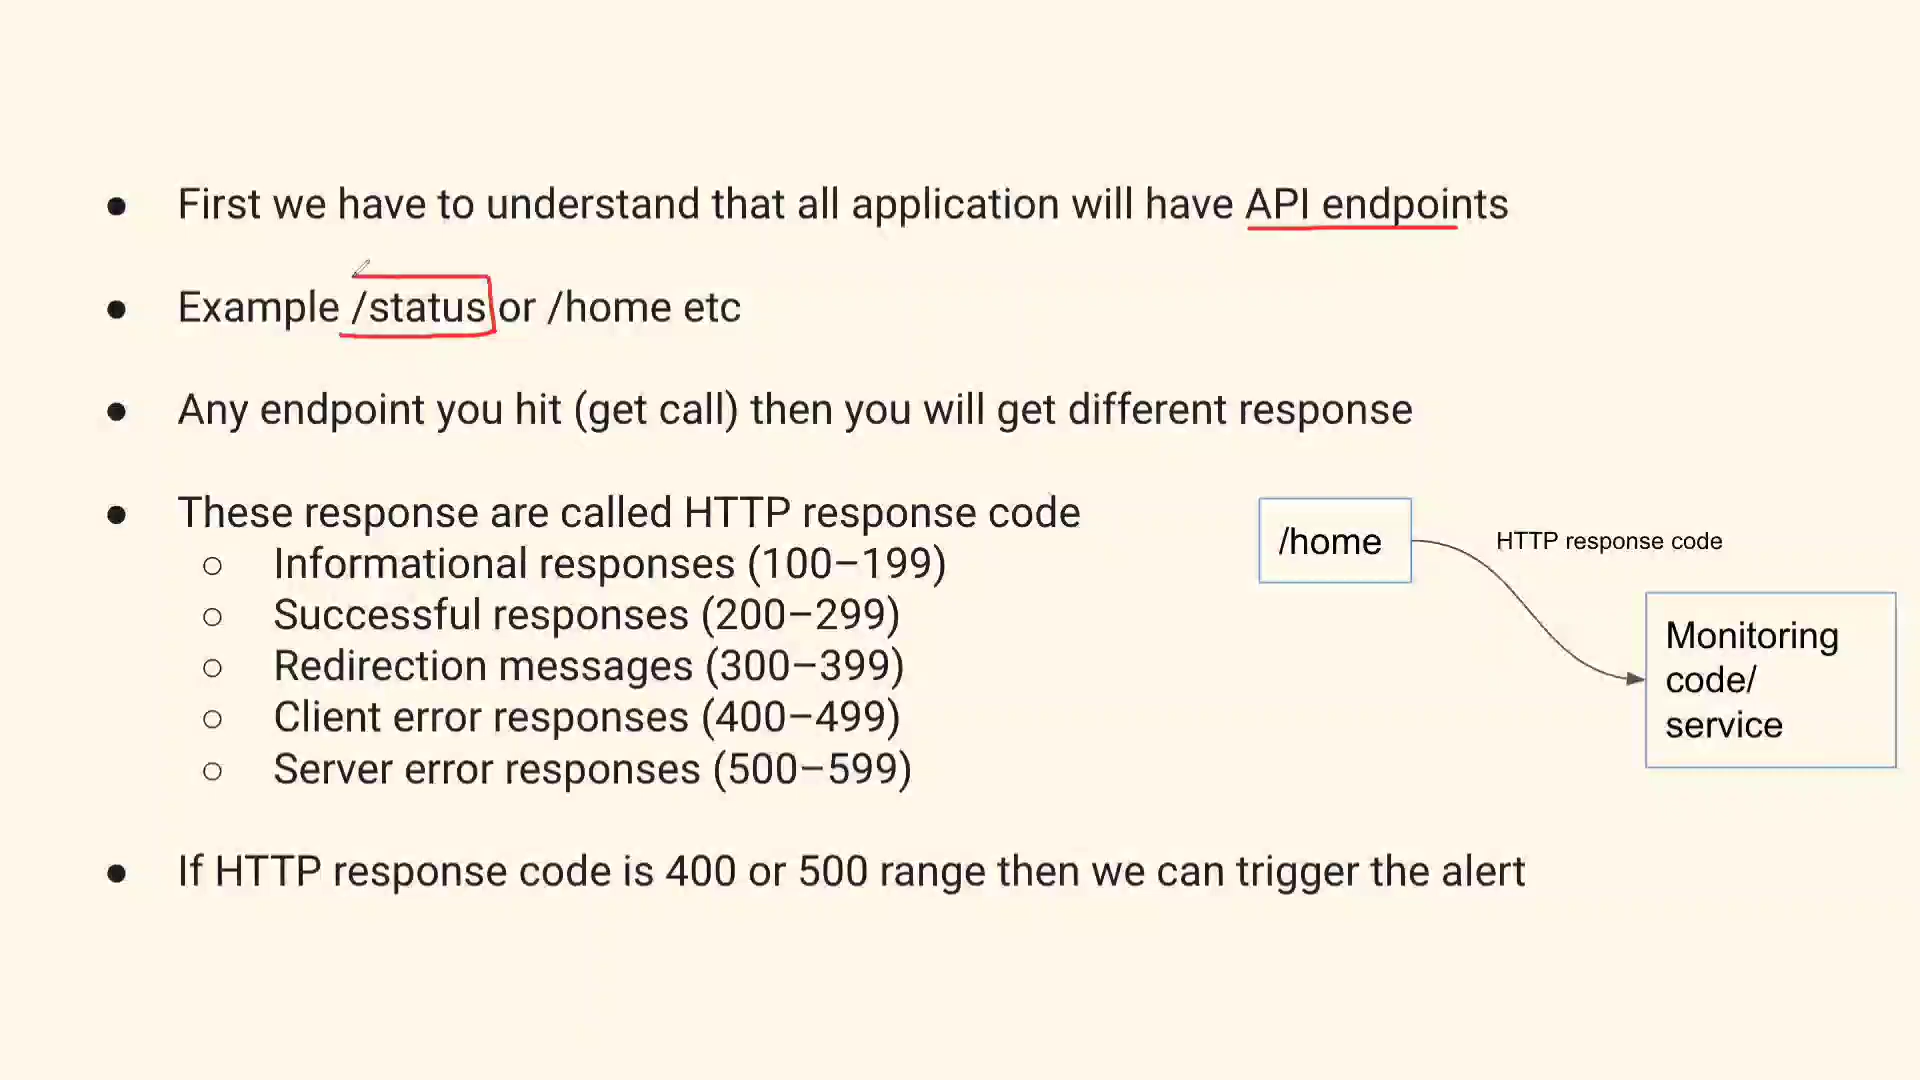 First we have to understand that all application will have API endpoints
Example /status or /home etc
Any endpoint you hit (get call) then you will get different response
These response are called HTTP response code
Informational responses (100–199)
Successful responses (200–299)
Redirection messages (300–399)
Client error responses (400–499)
Server error responses (500–599)
If HTTP response code is 400 or 500 range then we can trigger the alert
/home
HTTP response code
Monitoring
code/
service